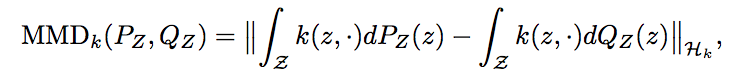 MMD_k(P_Z, Q_Z) = ‖∫_𝒵 k(z, ·)dP_Z(z) − ∫_𝒵 k(z, ·)dQ_Z(z)‖_{ℋ_k},